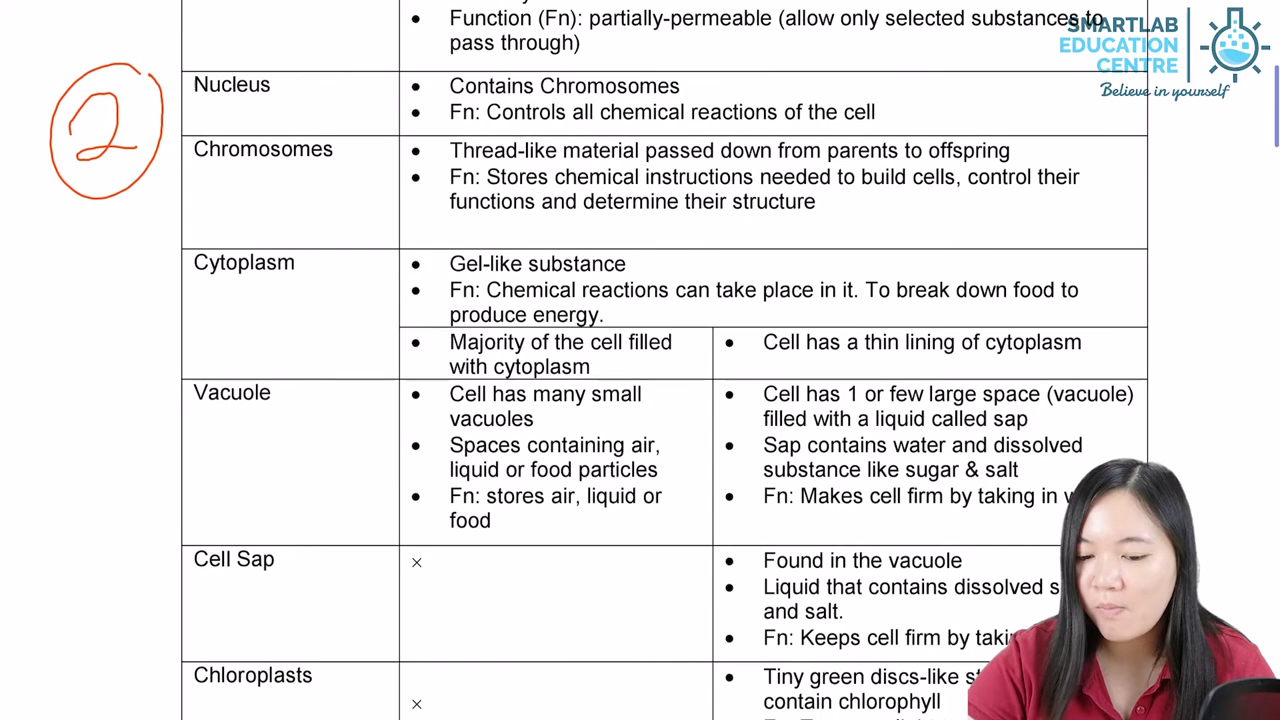 Function (Fn): partially-permeable (allow only selected substances to
pass through)
SMARTLAB
EDUCATION
CENTRE
Believe in yourself
2
Nucleus
Contains Chromosomes
Fn: Controls all chemical reactions of the cell
Chromosomes
Thread-like material passed down from parents to offspring
Fn: Stores chemical instructions needed to build cells, control their
functions and determine their structure
Cytoplasm
Gel-like substance
Fn: Chemical reactions can take place in it. To break down food to
produce energy.
Majority of the cell filled
with cytoplasm
Cell has a thin lining of cytoplasm
Vacuole
Cell has many small
vacuoles
Spaces containing air,
liquid or food particles
Fn: stores air, liquid or
food
Cell has 1 or few large space (vacuole)
filled with a liquid called sap
Sap contains water and dissolved
substance like sugar & salt
Fn: Makes cell firm by taking in
Cell Sap
×
Found in the vacuole
Liquid that contains dissolved
and salt.
Fn: Keeps cell firm by
Chloroplasts
×
Tiny green discs-like
contain chlorophyll